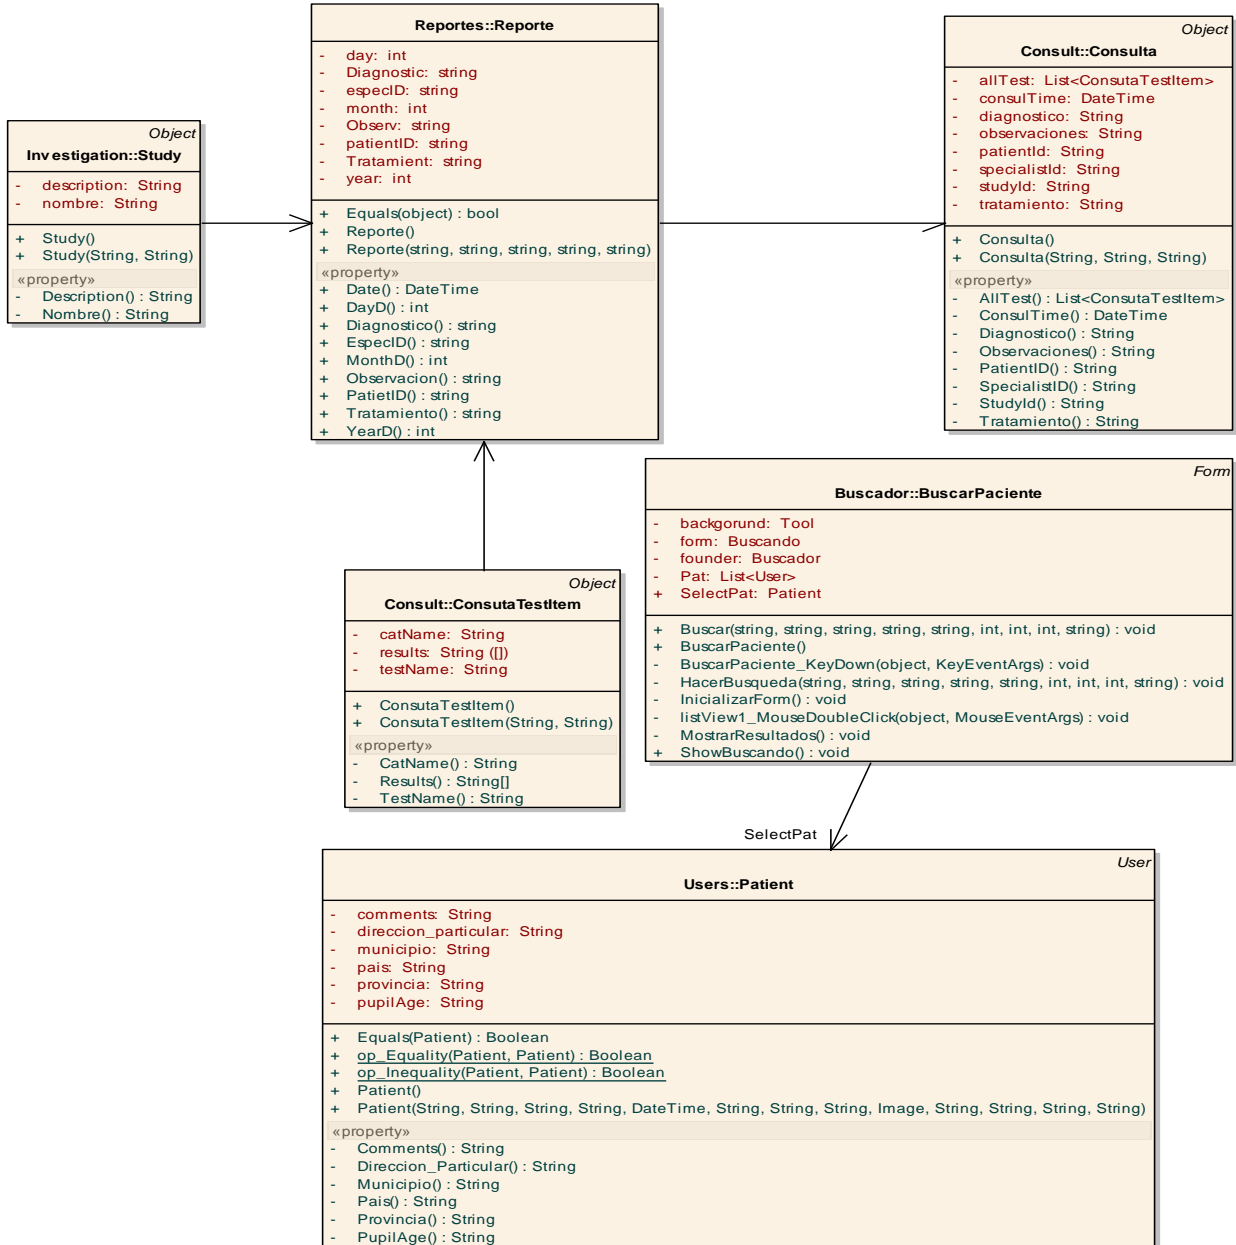 Reportes::Reporte
- day: int
- Diagnostic: string
- especID: string
- month: int
- Observ: string
- patientID: string
- Tratamient: string
- year: int
+ Equals(object) : bool
+ Reporte()
+ Reporte(string, string, string, string, string)
«property»
+ Date() : DateTime
+ DayD() : int
+ Diagnostico() : string
+ EspecID() : string
+ MonthD() : int
+ Observacion() : string
+ PatietID() : string
+ Tratamiento() : string
+ YearD() : int
Object
Consult::Consulta
- allTest: List<ConsutaTestItem>
- consulTime: DateTime
- diagnostico: String
- observaciones: String
- patientId: String
- specialistId: String
- studyId: String
- tratamiento: String
+ Consulta()
+ Consulta(String, String, String)
«property»
- AllTest() : List<ConsutaTestItem>
- ConsulTime() : DateTime
- Diagnostico() : String
- Observaciones() : String
- PatientID() : String
- SpecialistID() : String
- StudyId() : String
- Tratamiento() : String
Object
Investigation::Study
- description: String
- nombre: String
+ Study()
+ Study(String, String)
«property»
- Description() : String
- Nombre() : String
Form
Buscador::BuscarPaciente
- backgorund: Tool
- form: Buscando
- founder: Buscador
- Pat: List<User>
+ SelectPat: Patient
+ Buscar(string, string, string, string, string, int, int, int, string) : void
+ BuscarPaciente()
- BuscarPaciente_KeyDown(object, KeyEventArgs) : void
- HacerBusqueda(string, string, string, string, string, int, int, int, string) : void
- InicializarForm() : void
- listView1_MouseDoubleClick(object, MouseEventArgs) : void
- MostrarResultados() : void
+ ShowBuscando() : void
Object
Consult::ConsutaTestItem
- catName: String
- results: String ([])
- testName: String
+ ConsutaTestItem()
+ ConsutaTestItem(String, String)
«property»
- CatName() : String
- Results() : String[]
- TestName() : String
SelectPat
User
Users::Patient
- comments: String
- direccion_particular: String
- municipio: String
- pais: String
- provincia: String
- pupilAge: String
+ Equals(Patient) : Boolean
+ op_Equality(Patient, Patient) : Boolean
+ op_Inequality(Patient, Patient) : Boolean
+ Patient()
+ Patient(String, String, String, String, DateTime, String, String, String, Image, String, String, String, String)
«property»
- Comments() : String
- Direccion_Particular() : String
- Municipio() : String
- Pais() : String
- Provincia() : String
- PupilAge() : String